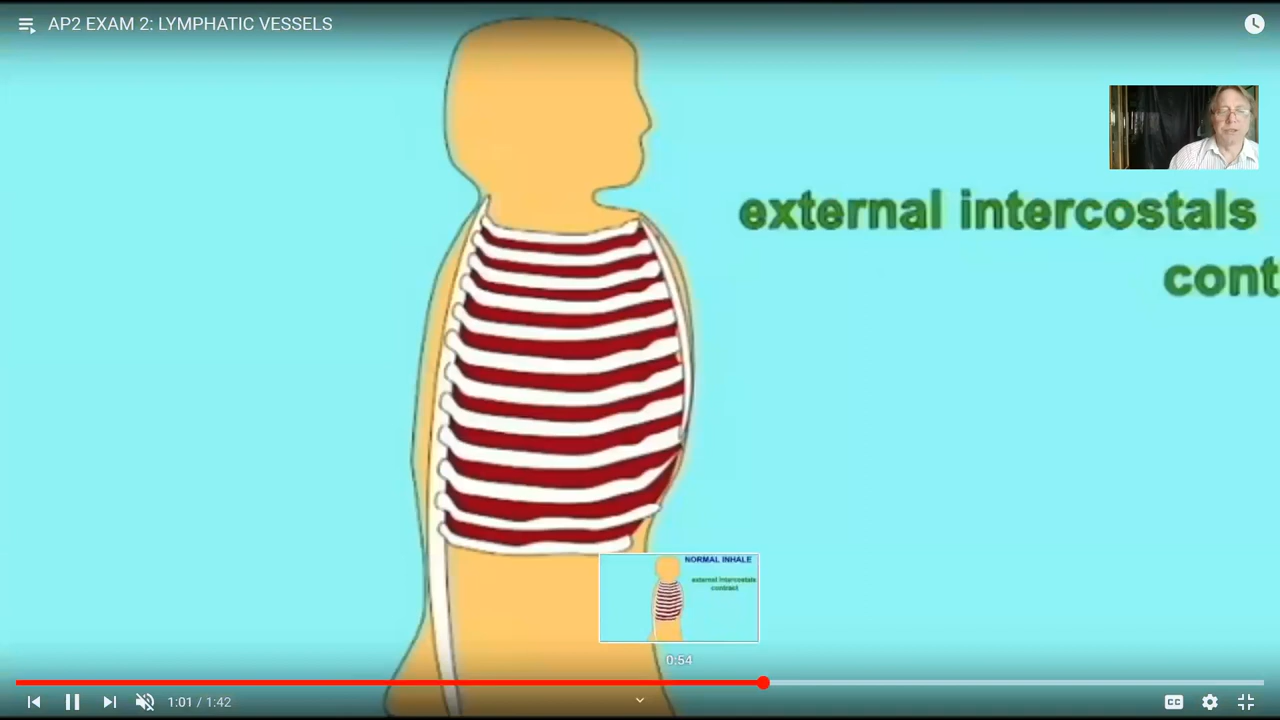 AP2 EXAM 2: LYMPHATIC VESSELS
external intercostals
cont
NORMAL INHALE
external intercostals
contract
0:54
1:01 / 1:42
CC